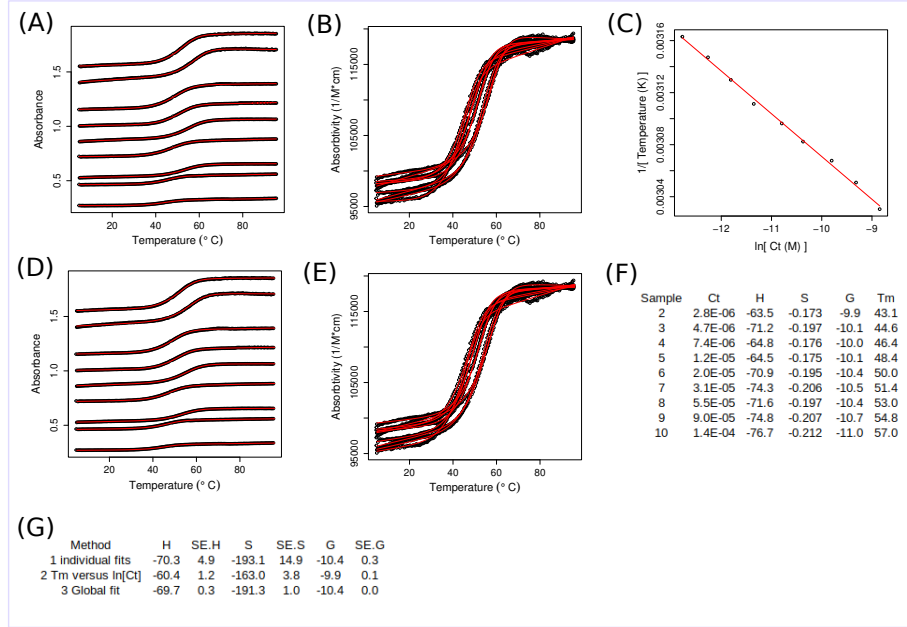 (A)
Absorbance
0.5 1.0 1.5
20 40 60 80
Temperature (° C)
(B)
Absorbtivity (1/M*cm)
95000 105000 115000
0 20 40 60 80
Temperature (° C)
(C)
1/[ Temperature (K) ]
0.00304 0.00308 0.00312 0.00316
−12 −11 −10 −9
ln[ Ct (M) ]
(D)
Absorbance
0.5 1.0 1.5
20 40 60 80
Temperature (° C)
(E)
Absorbtivity (1/M*cm)
95000 105000 115000
0 20 40 60 80
Temperature (° C)
(F)
Sample Ct H S G Tm
2 2.8E-06 -63.5 -0.173 -9.9 43.1
3 4.7E-06 -71.2 -0.197 -10.1 44.6
4 7.4E-06 -64.8 -0.176 -10.0 46.4
5 1.2E-05 -64.5 -0.175 -10.1 48.4
6 2.0E-05 -70.9 -0.195 -10.4 50.0
7 3.1E-05 -74.3 -0.206 -10.5 51.4
8 5.5E-05 -71.6 -0.197 -10.4 53.0
9 9.0E-05 -74.8 -0.207 -10.7 54.8
10 1.4E-04 -76.7 -0.212 -11.0 57.0
(G)
Method H SE.H S SE.S G SE.G
1 individual fits -70.3 4.9 -193.1 14.9 -10.4 0.3
2 Tm versus ln[Ct] -60.4 1.2 -163.0 3.8 -9.9 0.1
3 Global fit -69.7 0.3 -191.3 1.0 -10.4 0.0